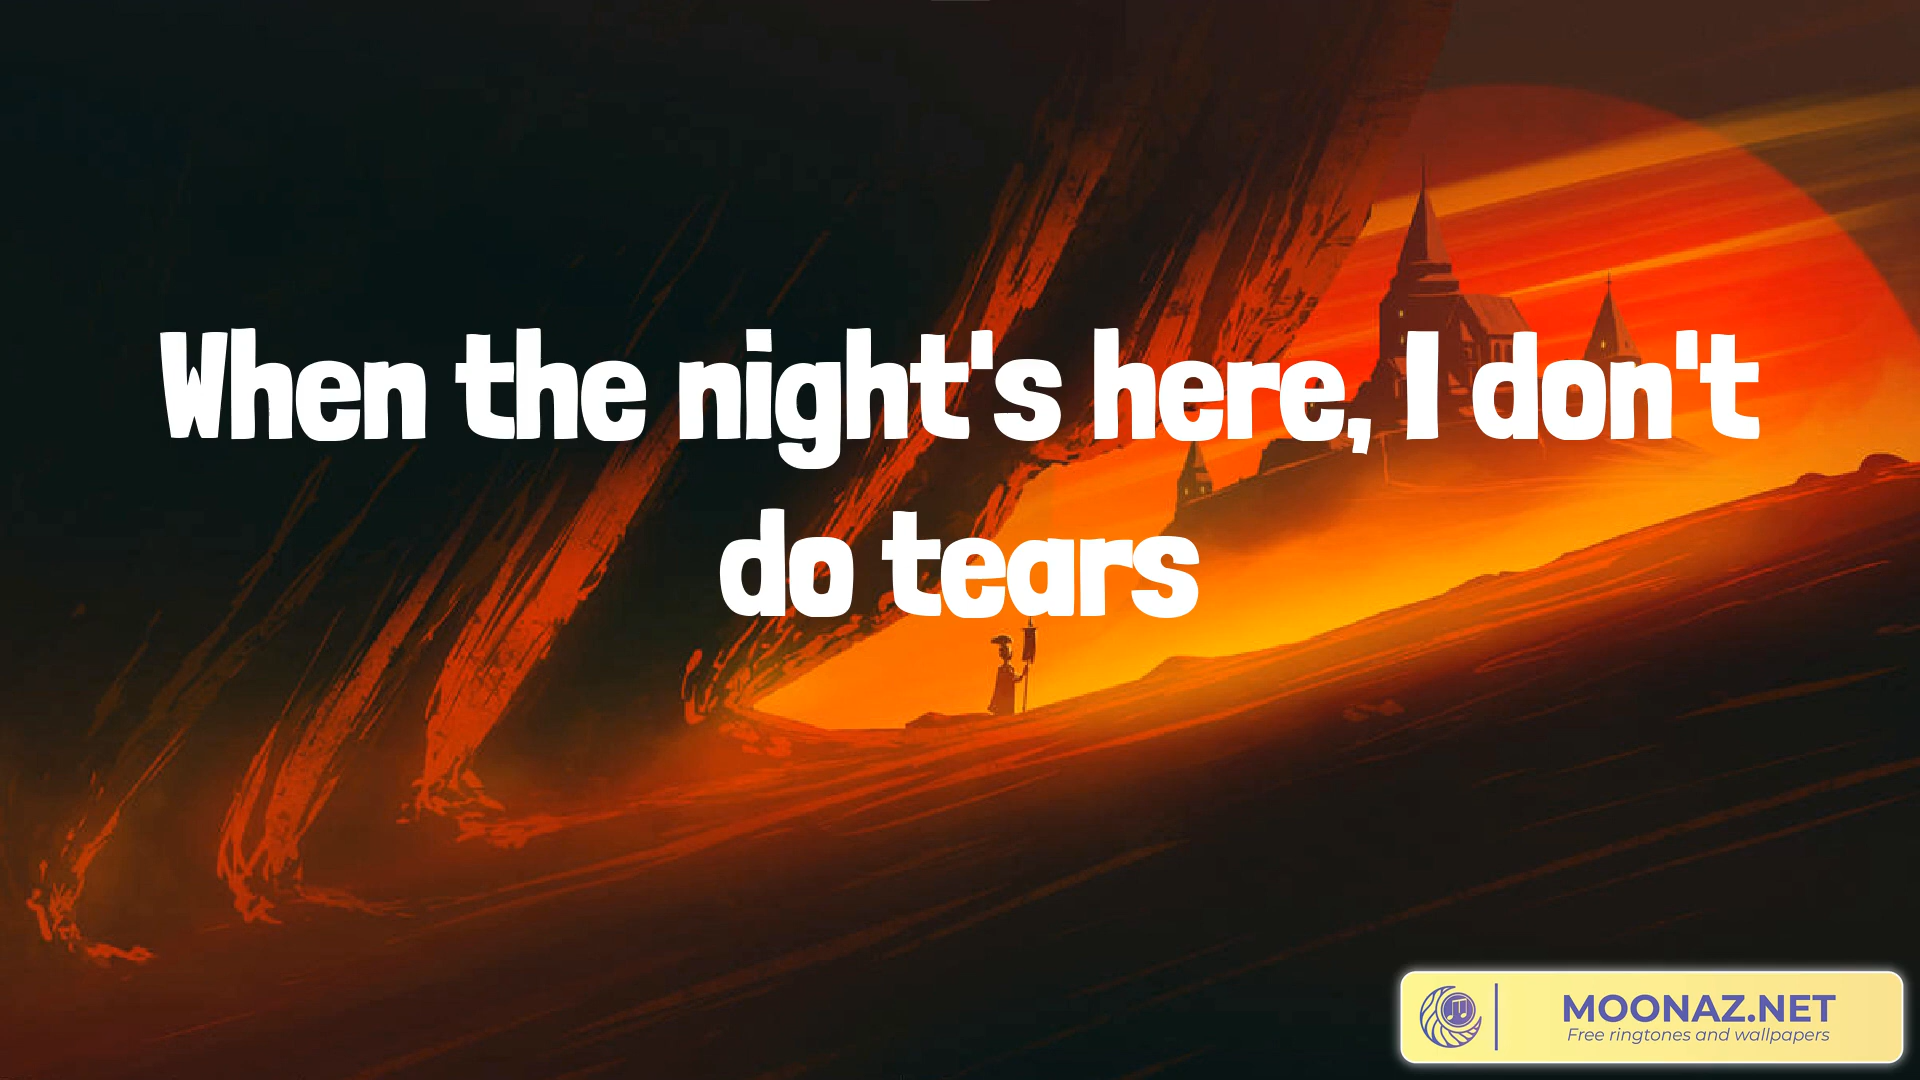 When the night's here, I don't
do tears
MOONAZ.NET
Free ringtones and wallpapers